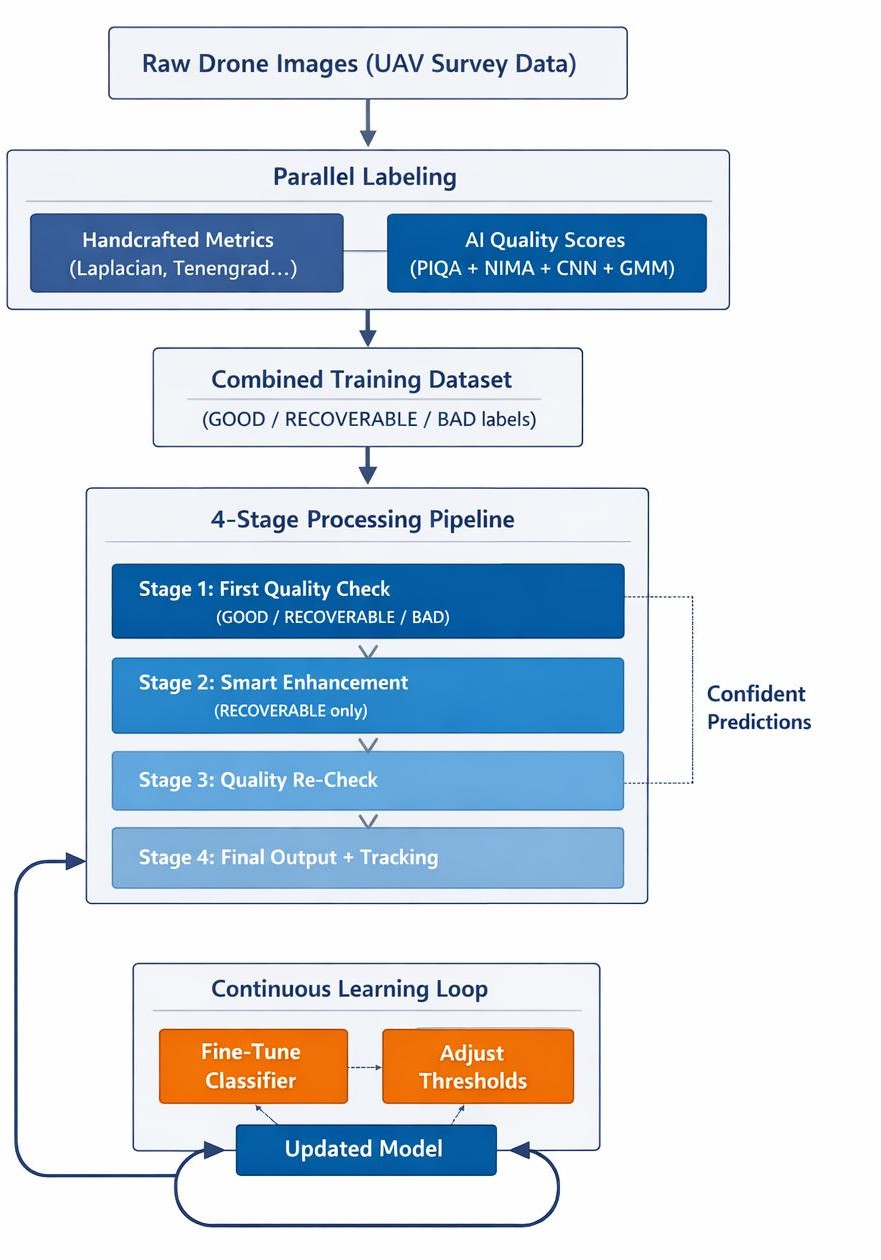 Raw Drone Images (UAV Survey Data)
Parallel Labeling
Handcrafted Metrics
(Laplacian, Tenengrad...)
AI Quality Scores
(PIQA + NIMA + CNN + GMM)
Combined Training Dataset
(GOOD / RECOVERABLE / BAD labels)
4-Stage Processing Pipeline
Stage 1: First Quality Check
(GOOD / RECOVERABLE / BAD)
Stage 2: Smart Enhancement
(RECOVERABLE only)
Stage 3: Quality Re-Check
Stage 4: Final Output + Tracking
Confident
Predictions
Continuous Learning Loop
Fine-Tune
Classifier
Adjust
Thresholds
Updated Model